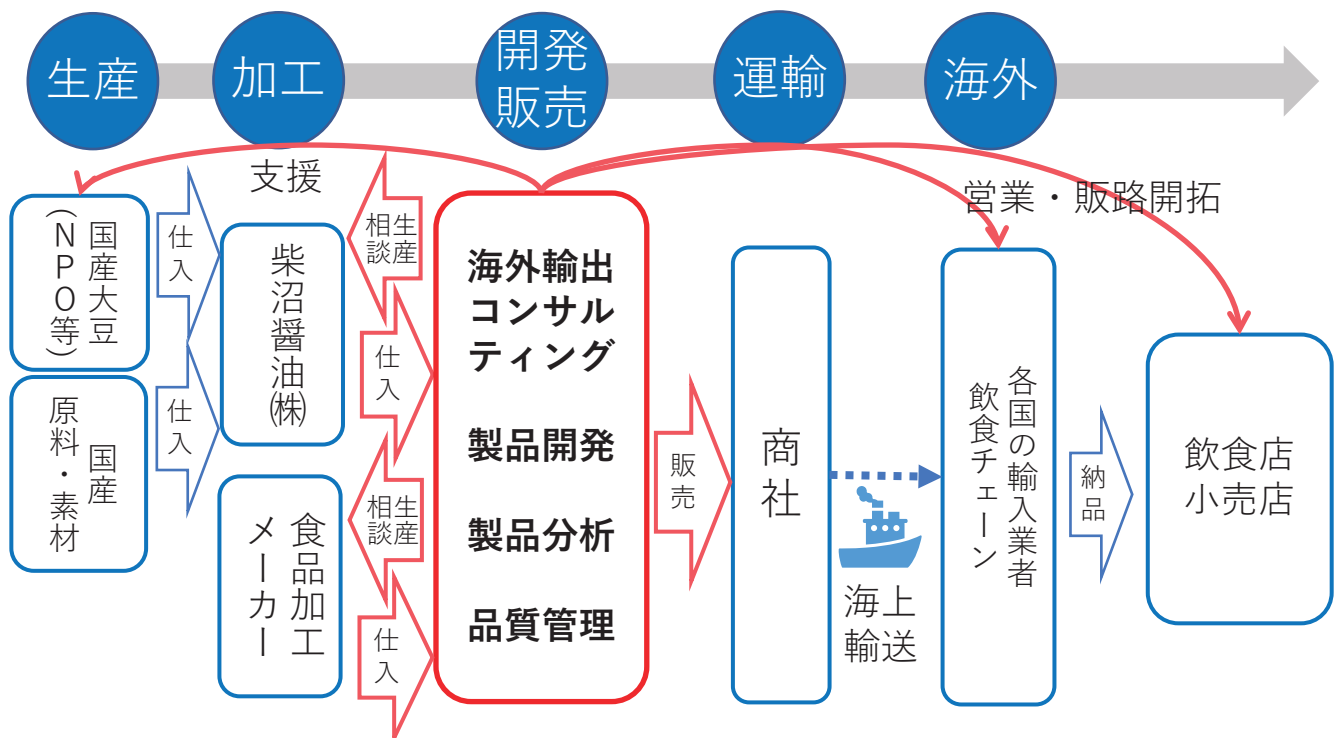 生産
加工
開発
販売
運輸
海外
支援
営業・販路開拓
国産大豆
(NPO等)
国産
原料・素材
仕入
仕入
柴沼醤油㈱
食品加工
メーカー
生産
相談
仕入
生産
相談
仕入
海外輸出
コンサル
ティング
製品開発
製品分析
品質管理
販売
商社
海上
輸送
各国の輸入業者
飲食チェーン
納品
飲食店
小売店